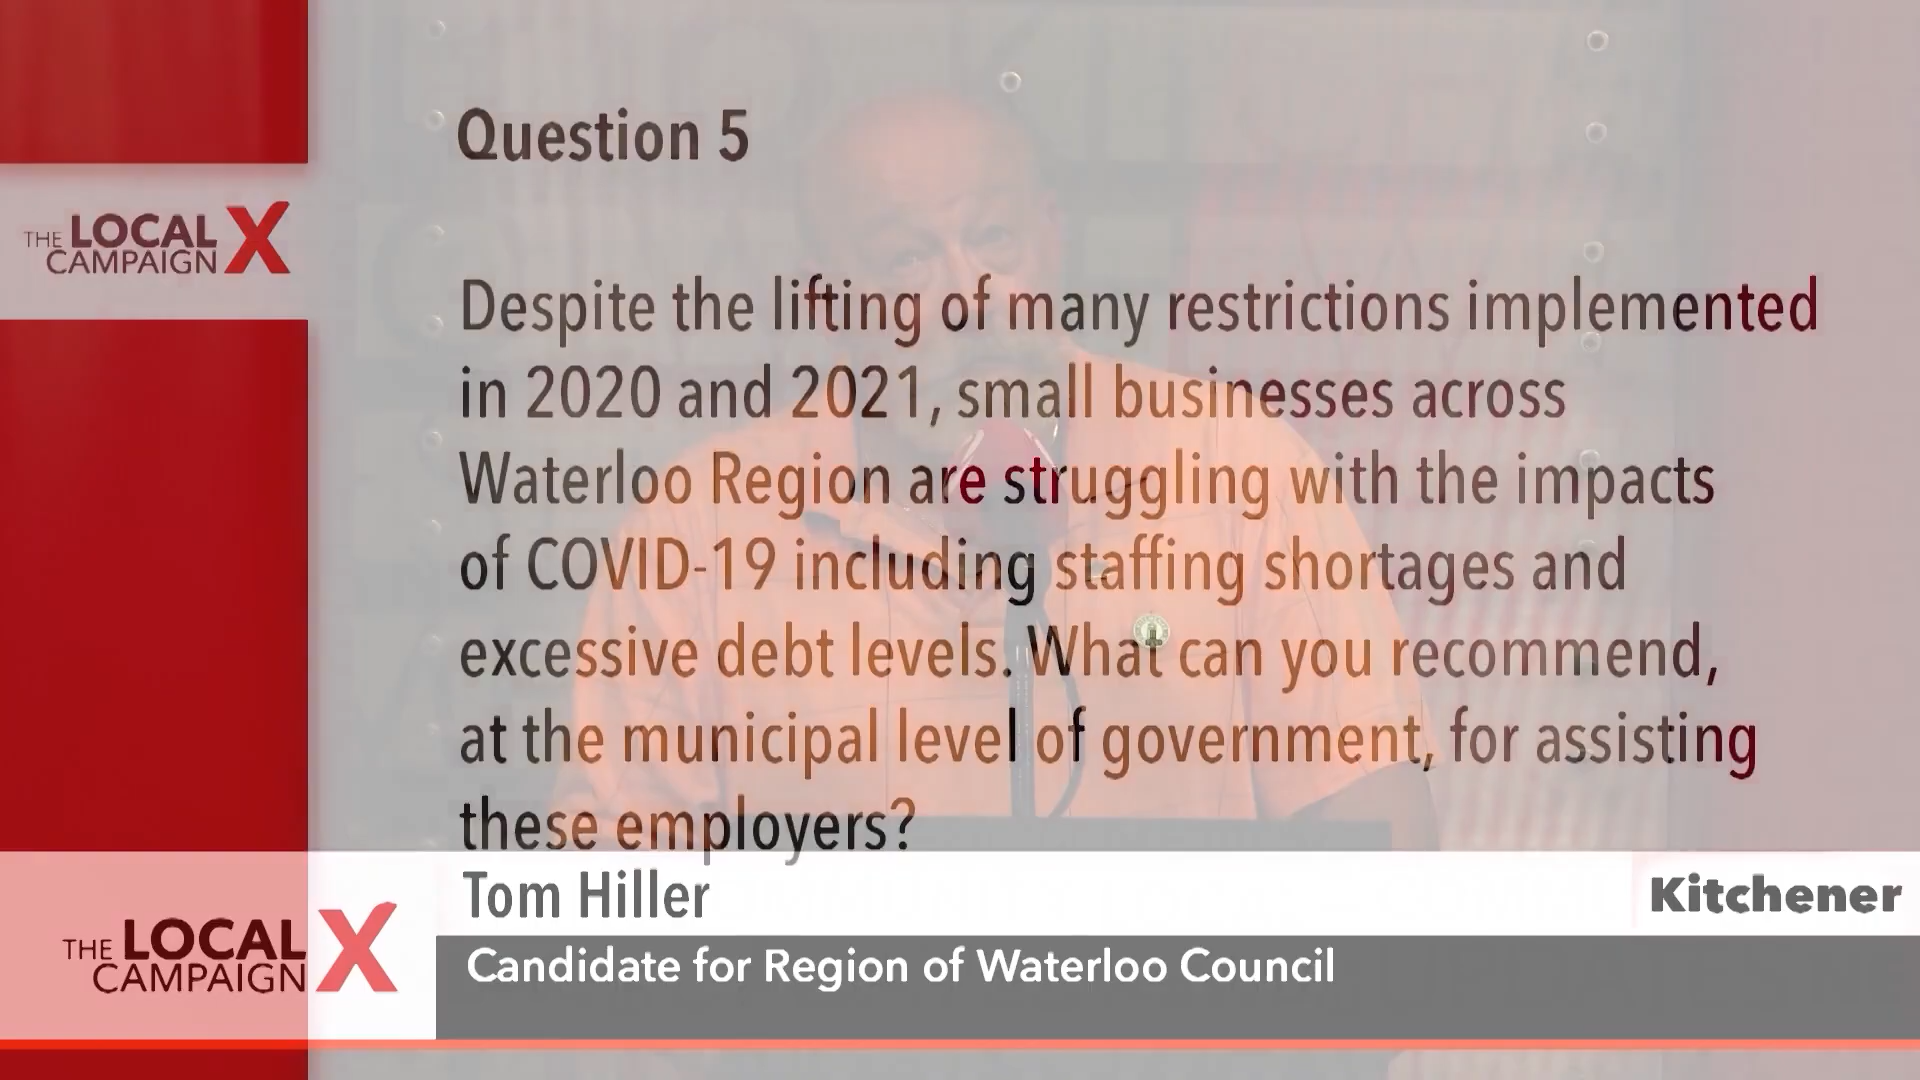 Question 5
THE LOCAL X
CAMPAIGN
Despite the lifting of many restrictions implemented
in 2020 and 2021, small businesses across
Waterloo Region are struggling with the impacts
of COVID-19 including staffing shortages and
excessive debt levels. What can you recommend,
at the municipal level of government, for assisting
these employers?
Tom Hiller
Kitchener
THE LOCAL X
CAMPAIGN
Candidate for Region of Waterloo Council